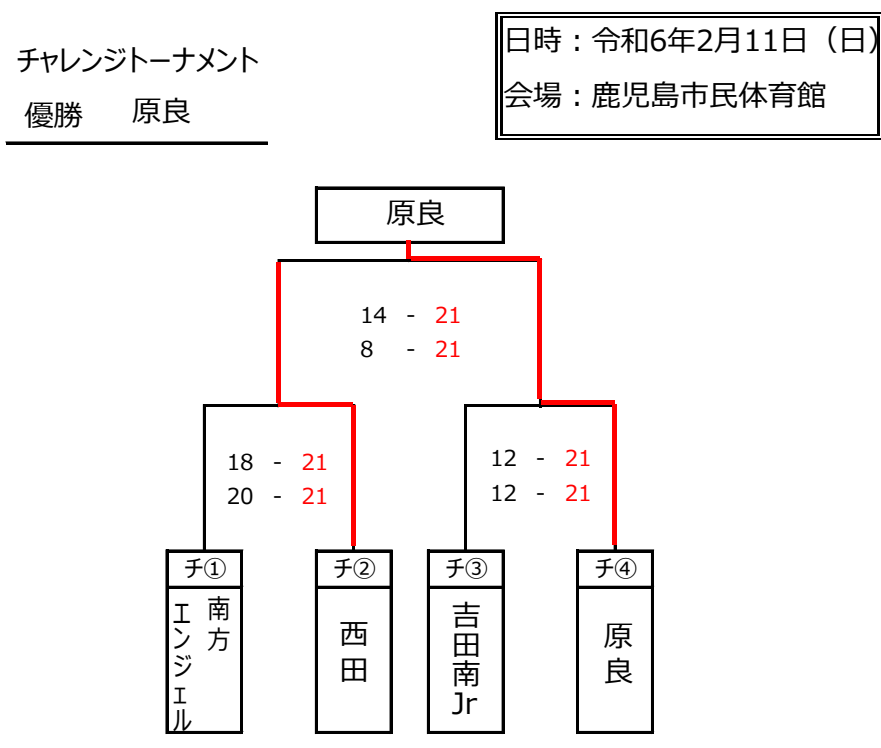 チャレンジトーナメント
優勝 原良
日時：令和6年2月11日（日）
会場：鹿児島市民体育館
原良
14 - 21
8 - 21
18 - 21
20 - 21
12 - 21
12 - 21
チ①
チ②
チ③
チ④
南方
エンジェル
西田
吉田南Jr
原良